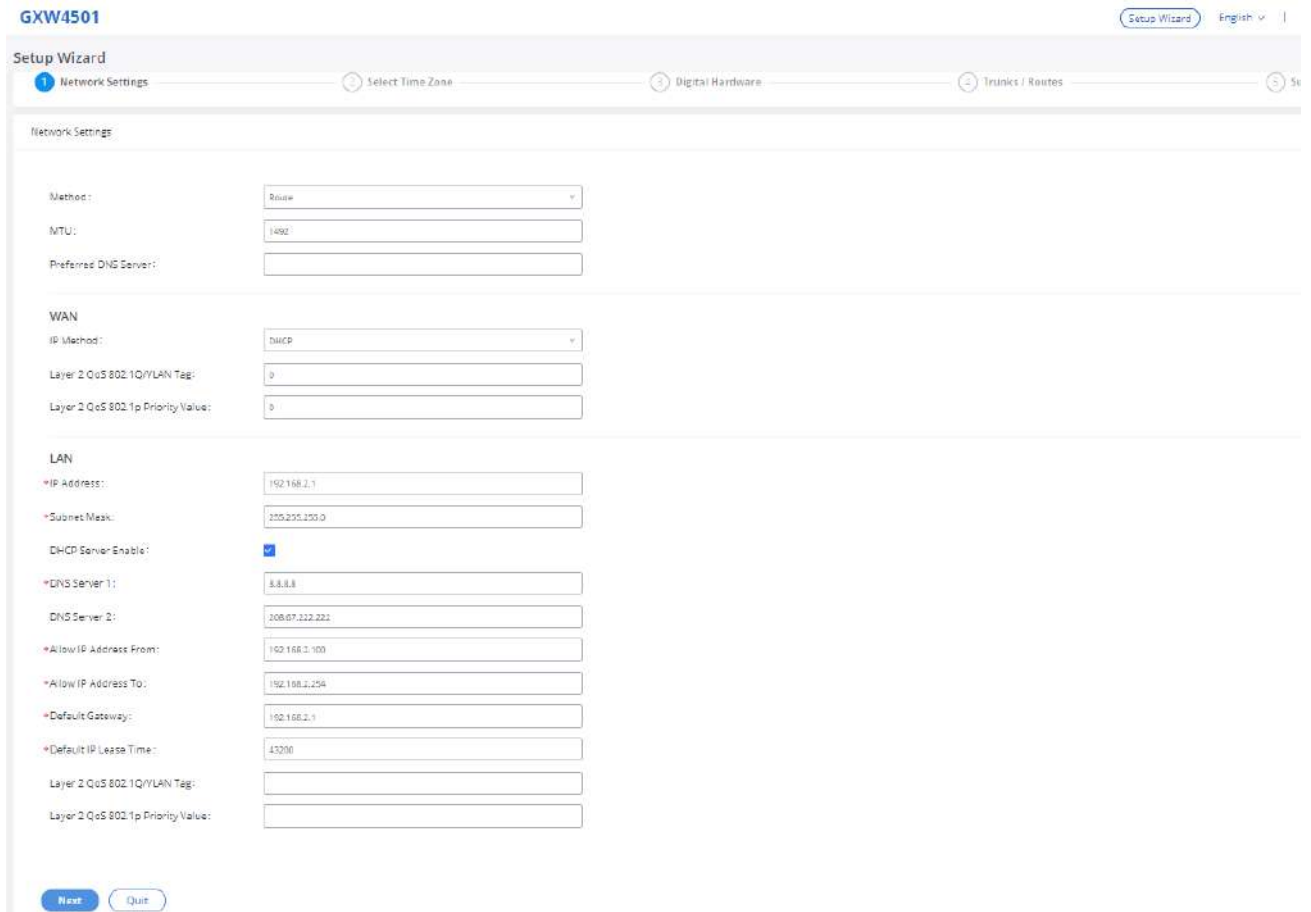 GXW4501
Setup Wizard English |
Setup Wizard
1 Network Settings 2 Select Time Zone 3 Digital Hardware 4 Trunks / Routes 5
Network Settings
Method: Route
MTU: 1492
Preferred DNS Server:
WAN
IP Method: DHCP
Layer 2 QoS 802.1Q/VLAN Tag: 0
Layer 2 QoS 802.1p Priority Value: 0
LAN
*IP Address: 192.168.2.1
*Subnet Mask: 255.255.255.0
DHCP Server Enable:
*DNS Server 1: 8.8.8.8
DNS Server 2: 208.67.222.222
*Allow IP Address From: 192.168.2.100
*Allow IP Address To: 192.168.2.254
*Default Gateway: 192.168.2.1
*Default IP Lease Time: 43200
Layer 2 QoS 802.1Q/VLAN Tag:
Layer 2 QoS 802.1p Priority Value:
Next Quit